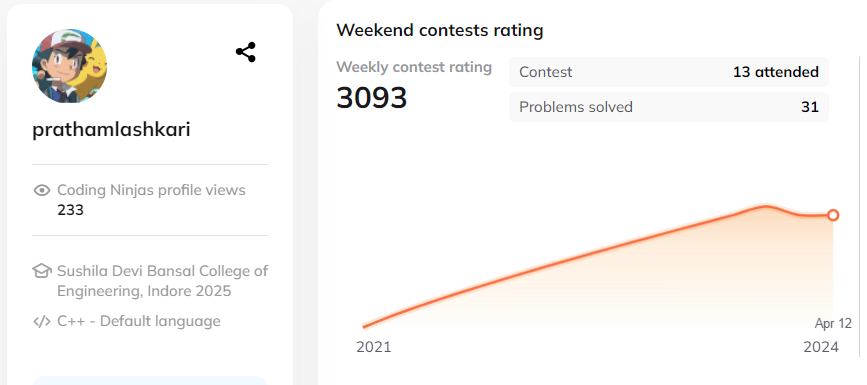 prathamlashkari
Coding Ninjas profile views
233
Sushila Devi Bansal College of
Engineering, Indore 2025
C++ - Default language
Weekend contests rating
Weekly contest rating
3093
Contest 13 attended
Problems solved 31
Apr 12
2021 2024